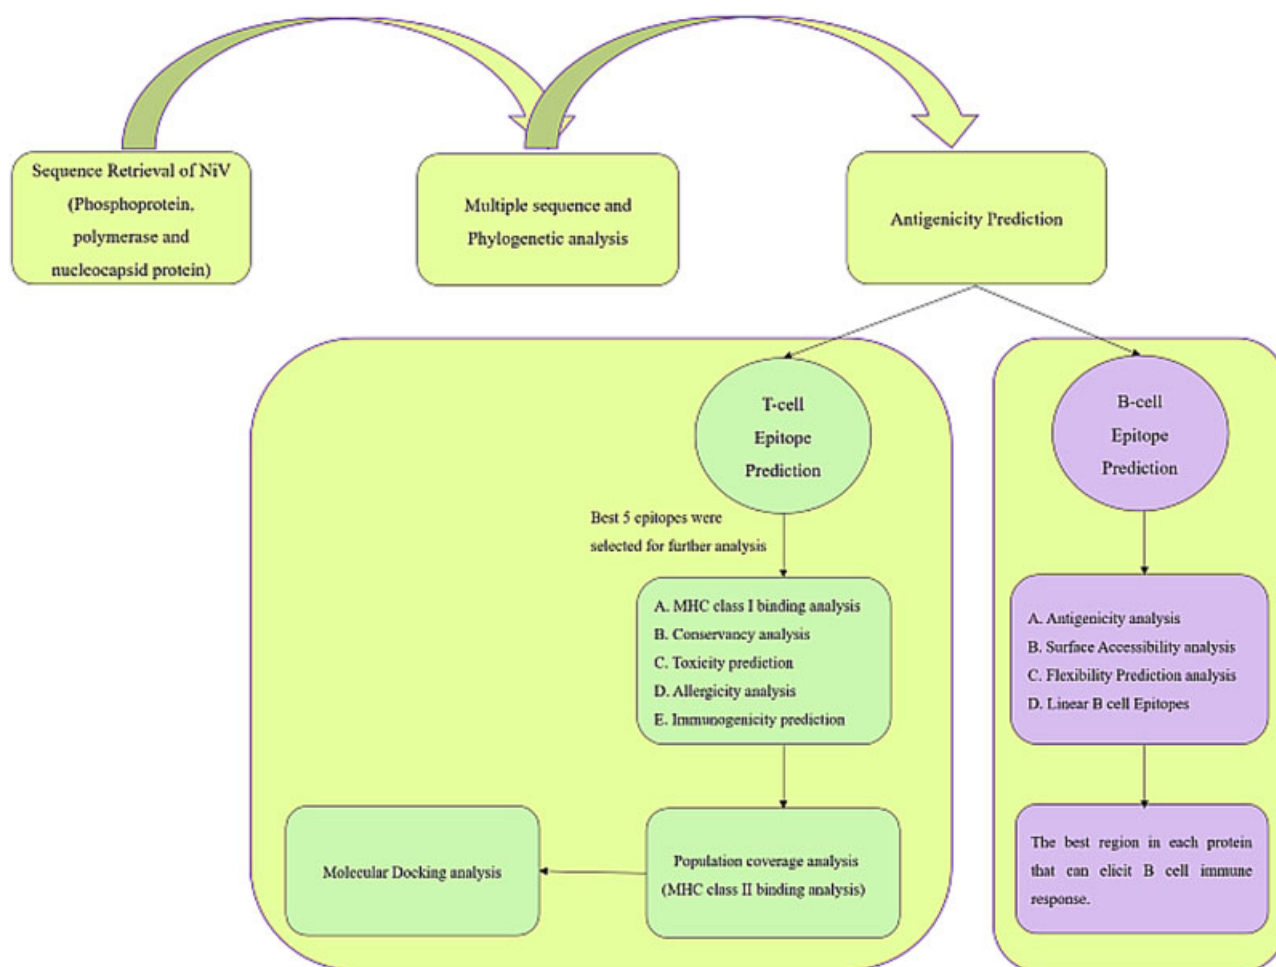 Sequence Retrieval of NiV
(Phosphoprotein,
polymerase and
nucleocapsid protein)
Multiple sequence and
Phylogenetic analysis
Antigenicity Prediction
T-cell
Epitope
Prediction
Best 5 epitopes were
selected for further analysis
A. MHC class I binding analysis
B. Conservancy analysis
C. Toxicity prediction
D. Allergicity analysis
E. Immunogenicity prediction
Population coverage analysis
(MHC class II binding analysis)
Molecular Docking analysis
B-cell
Epitope
Prediction
A. Antigenicity analysis
B. Surface Accessibility analysis
C. Flexibility Prediction analysis
D. Linear B cell Epitopes
The best region in each protein
that can elicit B cell immune
response.